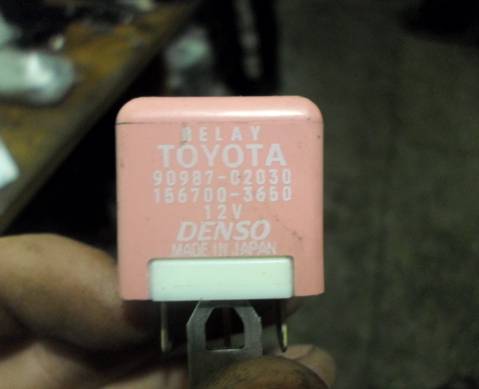 RELAY
TOYOTA
90987-02030
156700-3650
12V
DENSO
MADE IN JAPAN